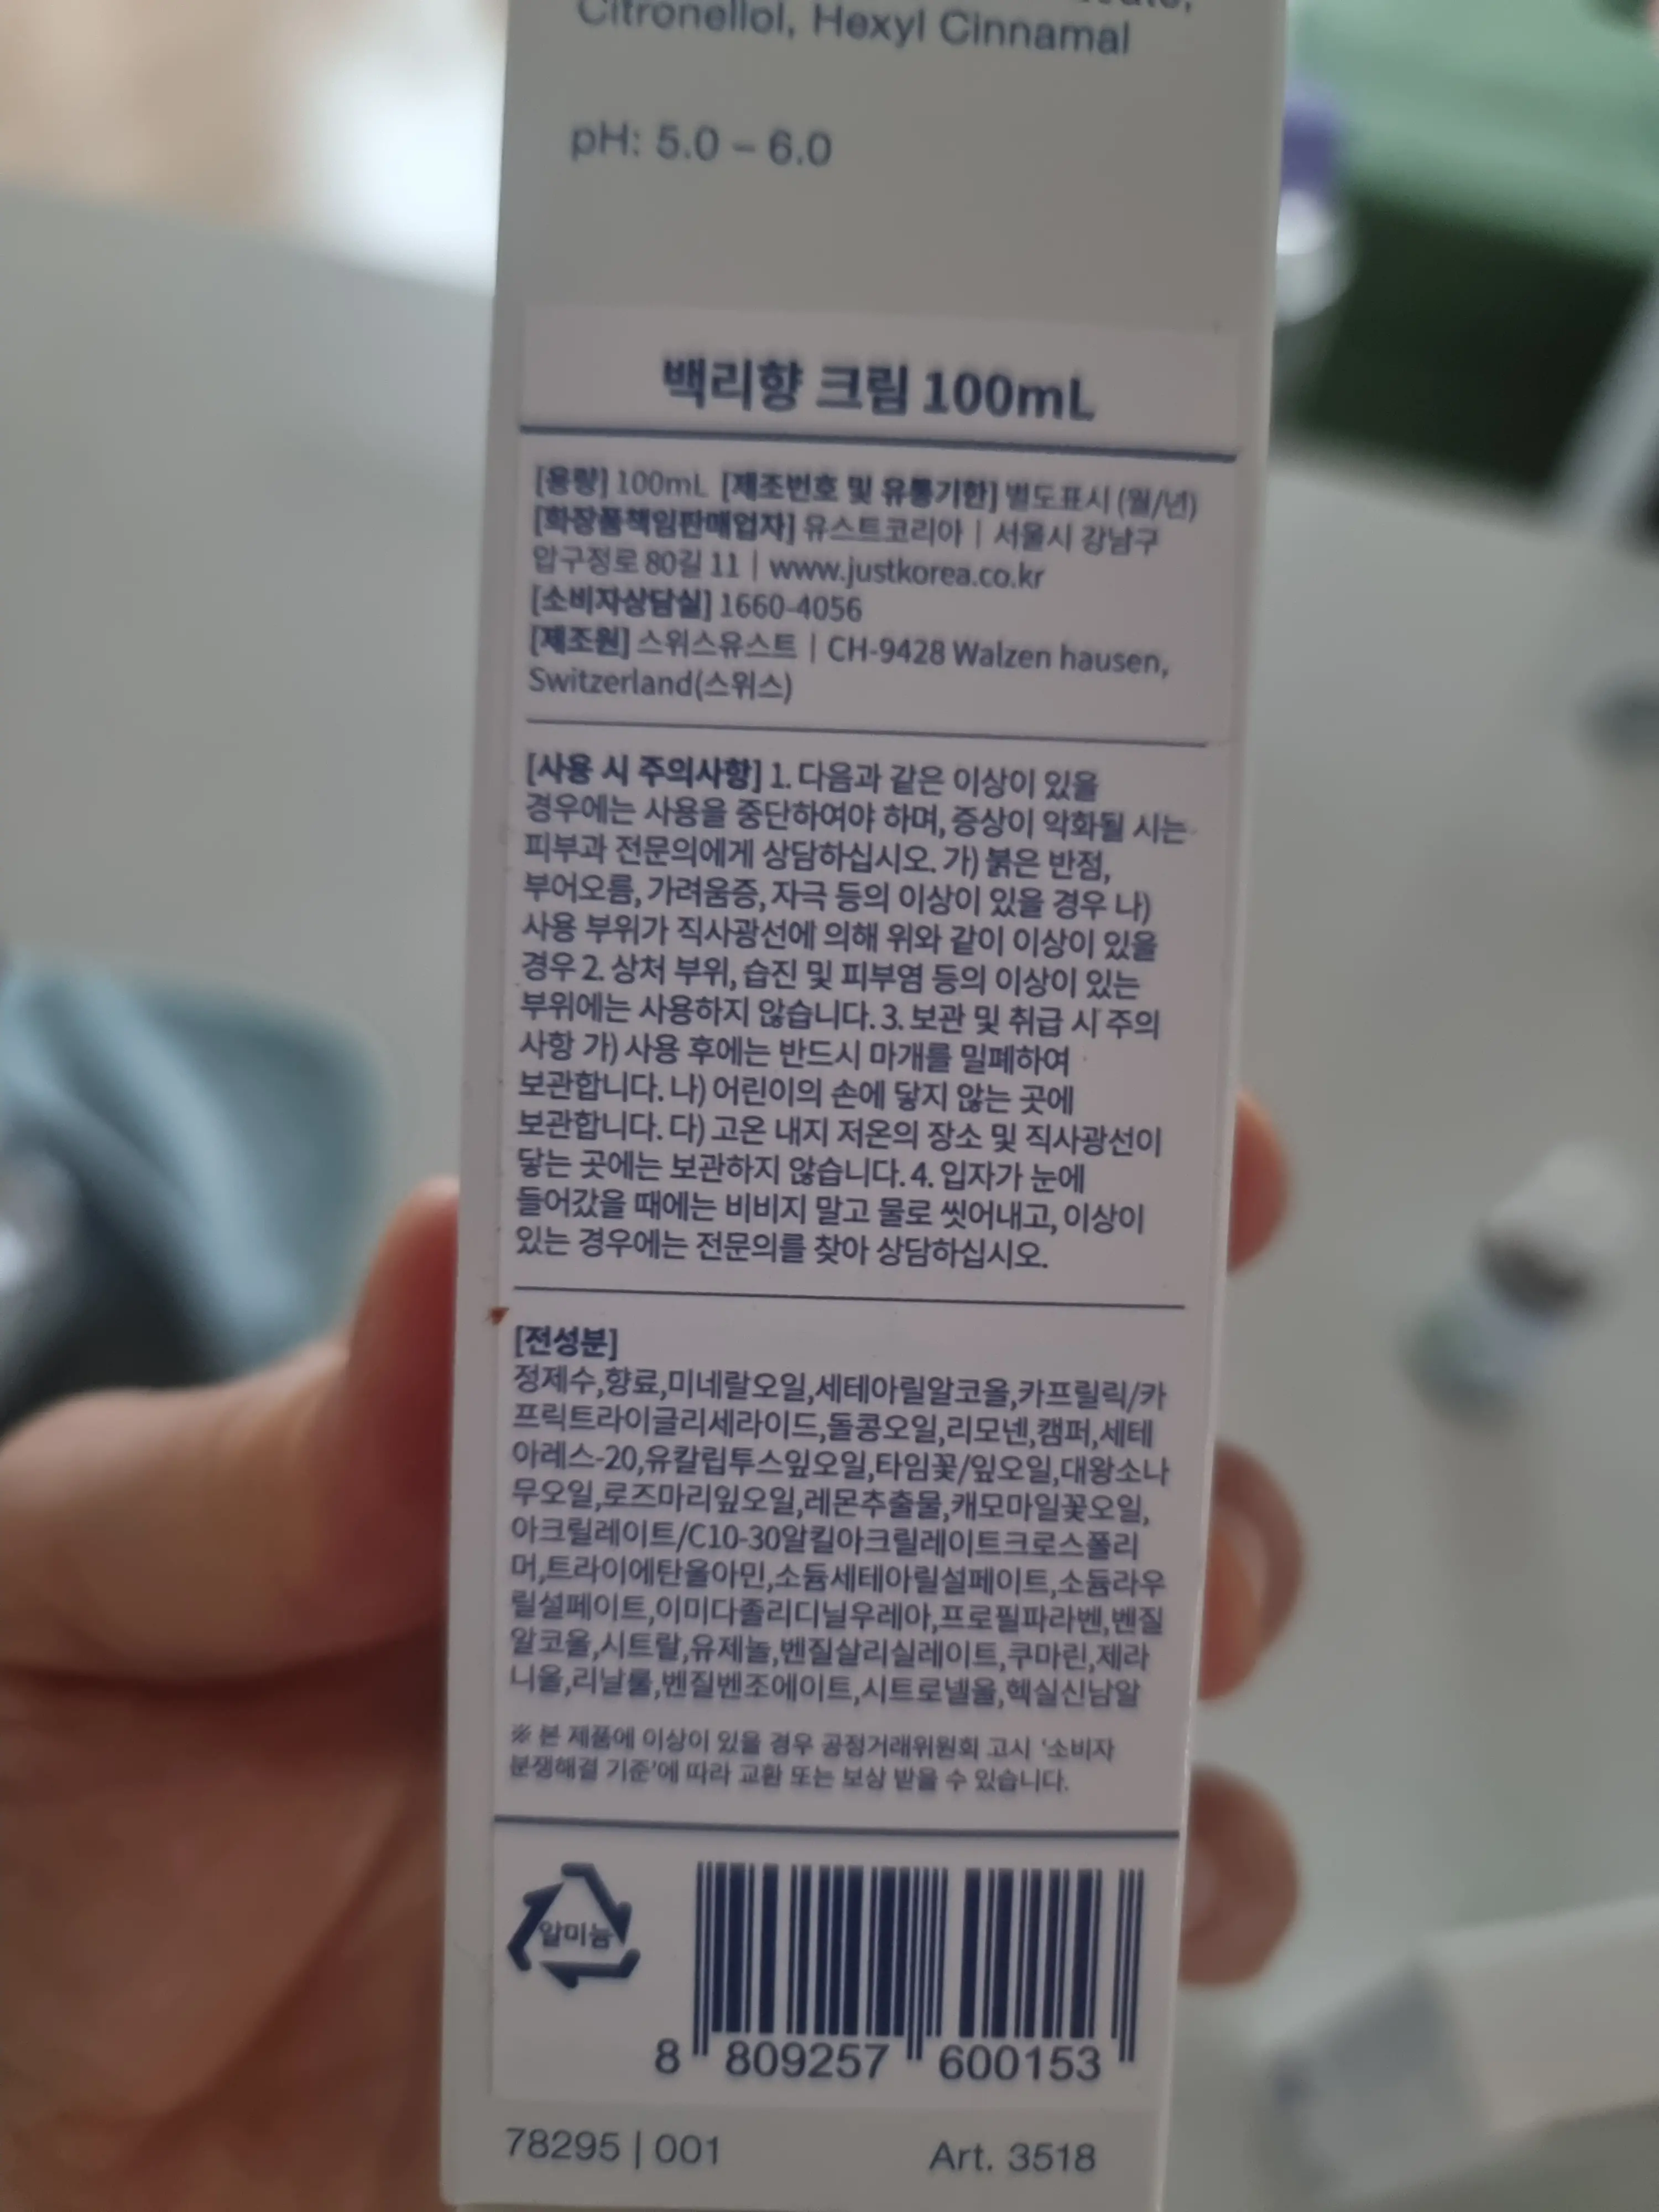 Citronellol, Hexyl Cinnamal
pH: 5.0 – 6.0
백리향 크림 100mL
[용량] 100mL [제조번호 및 유통기한] 별도표시 (월/년)
[화장품책임판매업자] 유스트코리아 | 서울시 강남구
압구정로 80길 11 | www.justkorea.co.kr
[소비자상담실] 1660-4056
[제조원] 스위스유스트 | CH-9428 Walzen hausen,
Switzerland(스위스)
[사용 시 주의사항] 1. 다음과 같은 이상이 있을
경우에는 사용을 중단하여야 하며, 증상이 악화될 시는
피부과 전문의에게 상담하십시오. 가) 붉은 반점,
부어오름, 가려움증, 자극 등의 이상이 있을 경우 나)
사용 부위가 직사광선에 의해 위와 같이 이상이 있을
경우 2. 상처 부위, 습진 및 피부염 등의 이상이 있는
부위에는 사용하지 않습니다. 3. 보관 및 취급 시 주의
사항 가) 사용 후에는 반드시 마개를 밀폐하여
보관합니다. 나) 어린이의 손에 닿지 않는 곳에
보관합니다. 다) 고온 내지 저온의 장소 및 직사광선이
닿는 곳에는 보관하지 않습니다. 4. 입자가 눈에
들어갔을 때에는 비비지 말고 물로 씻어내고, 이상이
있는 경우에는 전문의를 찾아 상담하십시오.
[전성분]
정제수,향료,미네랄오일,세테아릴알코올,카프릴릭/카
프릭트라이글리세라이드,돌콩오일,리모넨,캠퍼,세테
아레스-20,유칼립투스잎오일,타임꽃/잎오일,대왕소나
무오일,로즈마리잎오일,레몬추출물,캐모마일꽃오일,
아크릴레이트/C10-30알킬아크릴레이트크로스폴리
머,트라이에탄올아민,소듐세테아릴설페이트,소듐라우
릴설페이트,이미다졸리디닐우레아,프로필파라벤,벤질
알코올,시트랄,유제놀,벤질살리실레이트,쿠마린,제라
니올,리날룰,벤질벤조에이트,시트로넬올,헥실신남알
※ 본 제품에 이상이 있을 경우 공정거래위원회 고시 '소비자
분쟁해결 기준'에 따라 교환 또는 보상 받을 수 있습니다.
알미늄
8 809257 600153
78295 | 001 Art. 3518